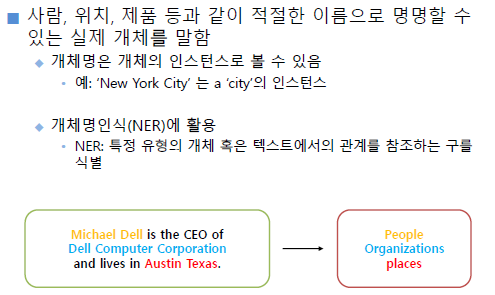 사람, 위치, 제품 등과 같이 적절한 이름으로 명명할 수
있는 실제 개체를 말함
개체명은 개체의 인스턴스로 볼 수 있음
예: ‘New York City’ 는 a ‘city’의 인스턴스
개체명인식(NER)에 활용
NER: 특정 유형의 개체 혹은 텍스트에서의 관계를 참조하는 구를
식별
Michael Dell is the CEO of
Dell Computer Corporation
and lives in Austin Texas.
People
Organizations
places